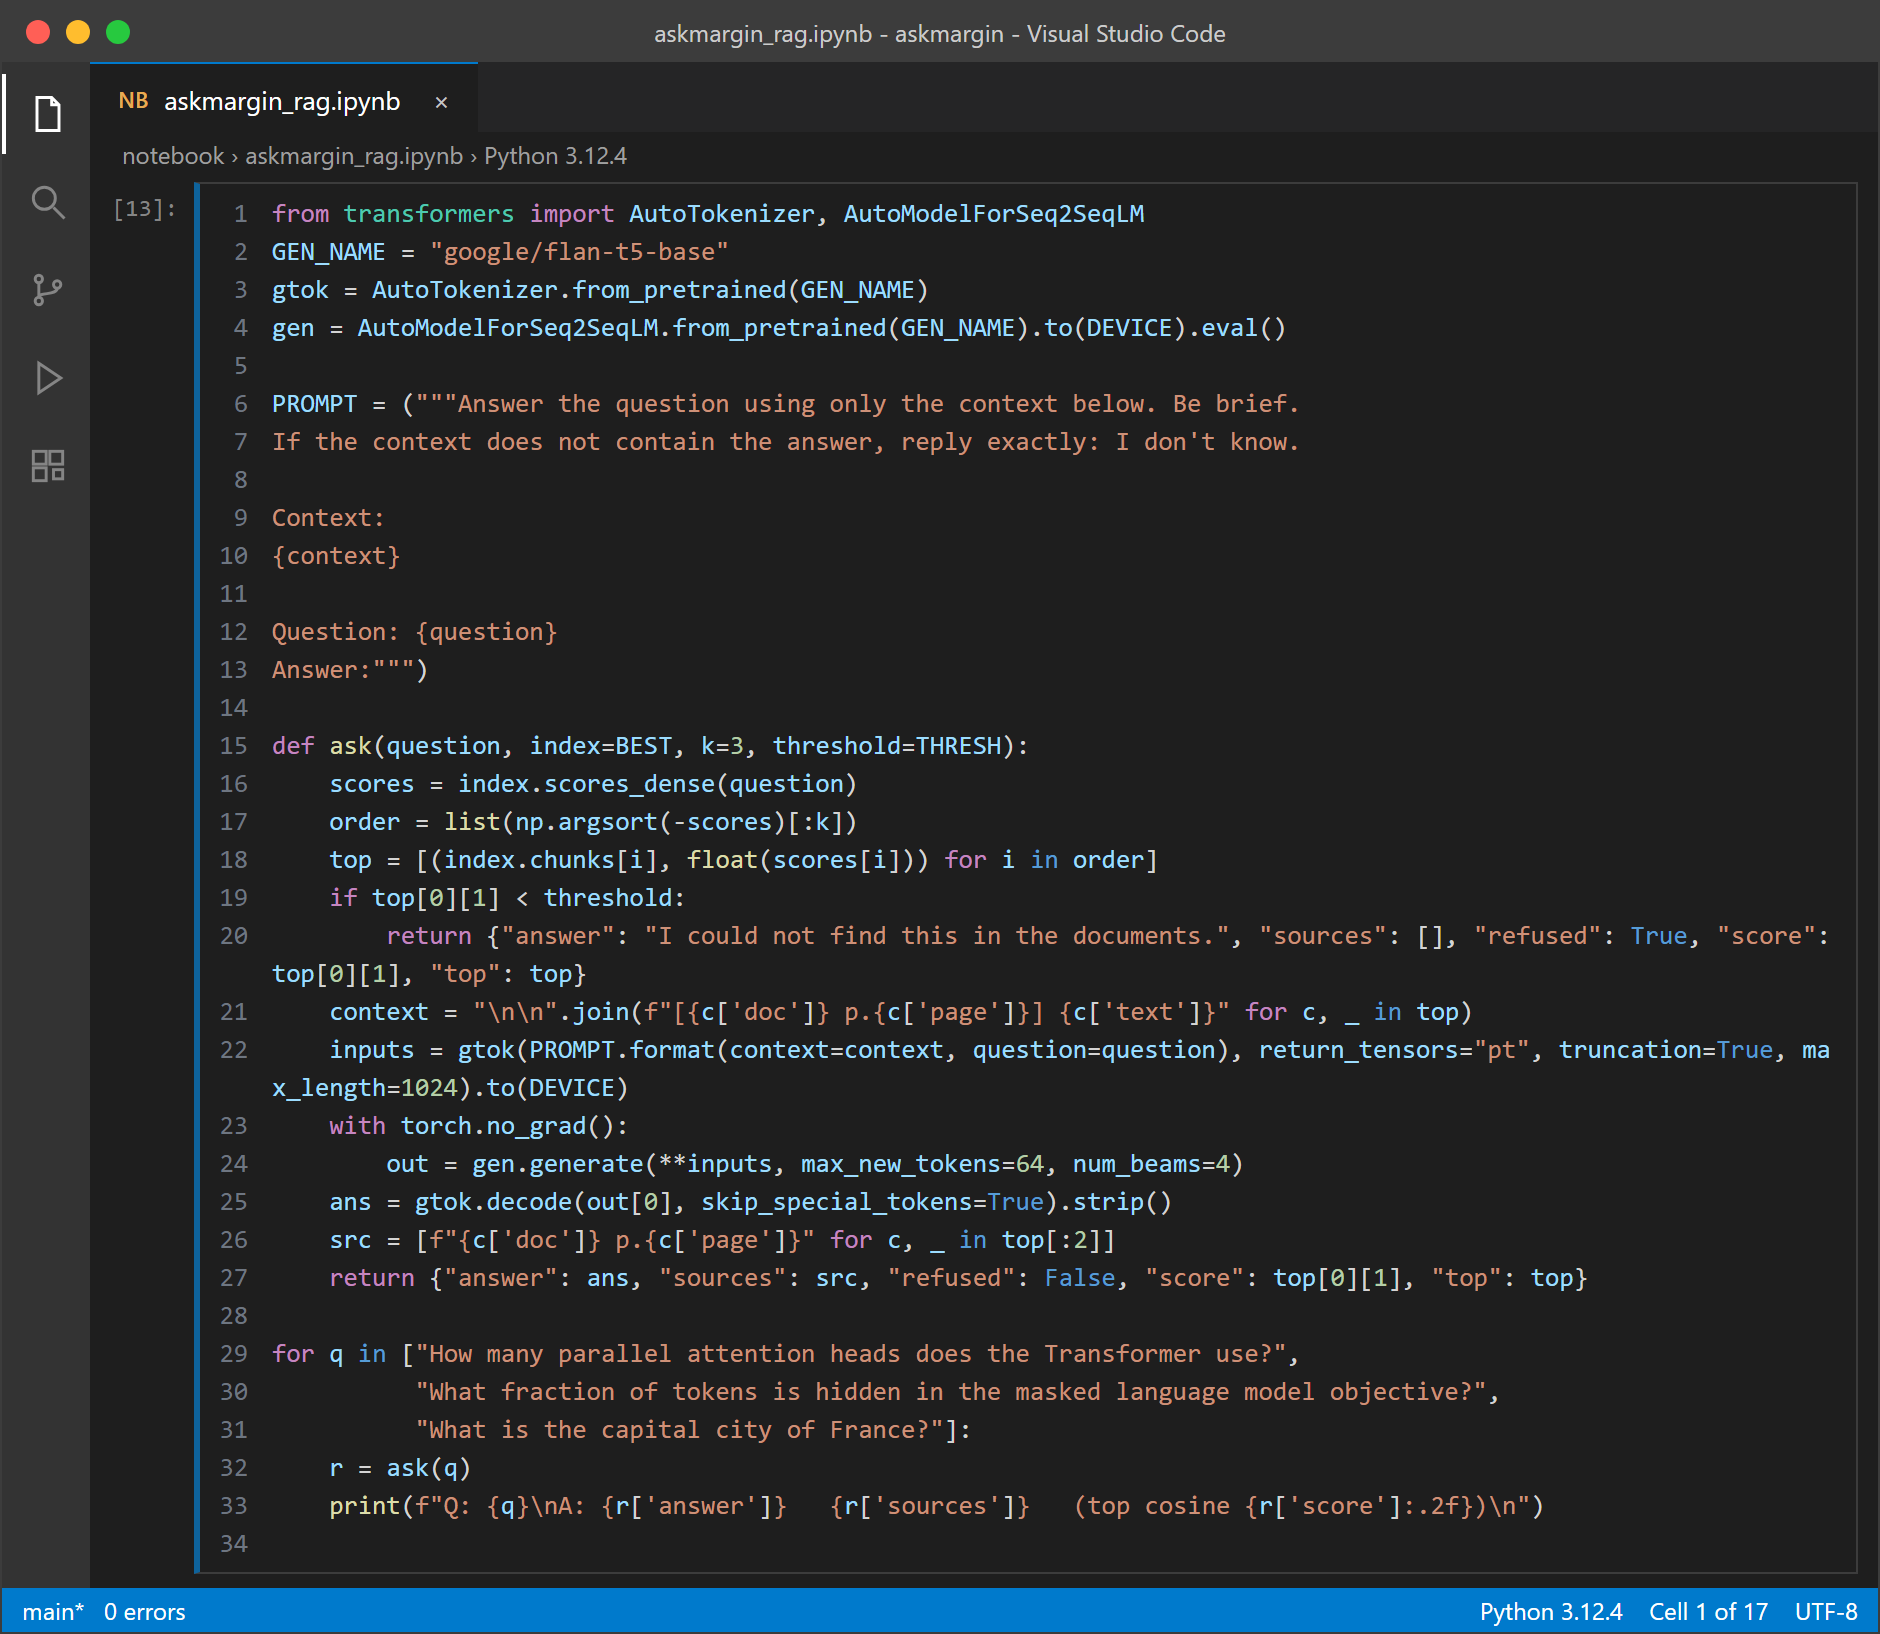 askmargin_rag.ipynb - askmargin - Visual Studio Code
NB askmargin_rag.ipynb ×
notebook › askmargin_rag.ipynb › Python 3.12.4
[13]:
1 from transformers import AutoTokenizer, AutoModelForSeq2SeqLM
2 GEN_NAME = "google/flan-t5-base"
3 gtok = AutoTokenizer.from_pretrained(GEN_NAME)
4 gen = AutoModelForSeq2SeqLM.from_pretrained(GEN_NAME).to(DEVICE).eval()
5
6 PROMPT = ("""Answer the question using only the context below. Be brief.
7 If the context does not contain the answer, reply exactly: I don't know.
8
9 Context:
10 {context}
11
12 Question: {question}
13 Answer:""")
14
15 def ask(question, index=BEST, k=3, threshold=THRESH):
16     scores = index.scores_dense(question)
17     order = list(np.argsort(-scores)[:k])
18     top = [(index.chunks[i], float(scores[i])) for i in order]
19     if top[0][1] < threshold:
20         return {"answer": "I could not find this in the documents.", "sources": [], "refused": True, "score":
top[0][1], "top": top}
21     context = "\n\n".join(f"[{c['doc']} p.{c['page']}] {c['text']}" for c, _ in top)
22     inputs = gtok(PROMPT.format(context=context, question=question), return_tensors="pt", truncation=True, ma
x_length=1024).to(DEVICE)
23     with torch.no_grad():
24         out = gen.generate(**inputs, max_new_tokens=64, num_beams=4)
25     ans = gtok.decode(out[0], skip_special_tokens=True).strip()
26     src = [f"{c['doc']} p.{c['page']}" for c, _ in top[:2]]
27     return {"answer": ans, "sources": src, "refused": False, "score": top[0][1], "top": top}
28
29 for q in ["How many parallel attention heads does the Transformer use?",
30           "What fraction of tokens is hidden in the masked language model objective?",
31           "What is the capital city of France?"]:
32     r = ask(q)
33     print(f"Q: {q}\nA: {r['answer']}   {r['sources']}   (top cosine {r['score']:.2f})\n")
34
main* 0 errors Python 3.12.4 Cell 1 of 17 UTF-8